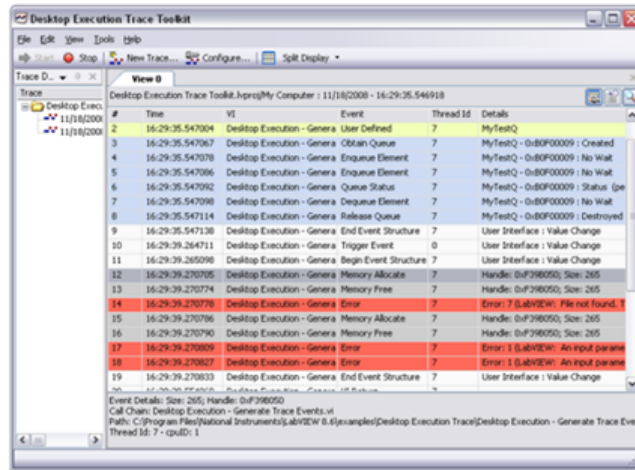 Desktop Execution Trace Toolkit
File Edit View Tools Help
Start Stop New Trace... Configure... Split Display
Trace D...
View 0
Trace
Desktop Execution Trace Toolkit.lvproj/My Computer : 11/18/2008 - 16:29:35.546918
Desktop Exec
11/18/200
11/18/200
# Time VI Event Thread Id Details
2 16:29:35.547004 Desktop Execution - Genera User Defined 7 MyTestQ
3 16:29:35.547067 Desktop Execution - Genera Obtain Queue 7 MyTestQ - 0xB0F00009 : Created
4 16:29:35.547078 Desktop Execution - Genera Enqueue Element 7 MyTestQ - 0xB0F00009 : No Wait
5 16:29:35.547086 Desktop Execution - Genera Enqueue Element 7 MyTestQ - 0xB0F00009 : No Wait
6 16:29:35.547092 Desktop Execution - Genera Queue Status 7 MyTestQ - 0xB0F00009 : Status (pe
7 16:29:35.547098 Desktop Execution - Genera Dequeue Element 7 MyTestQ - 0xB0F00009 : No Wait
8 16:29:35.547114 Desktop Execution - Genera Release Queue 7 MyTestQ - 0xB0F00009 : Destroyed
9 16:29:35.547138 Desktop Execution - Genera End Event Structure 7 User Interface : Value Change
10 16:29:39.264711 Desktop Execution - Genera Trigger Event 0 User Interface : Value Change
11 16:29:39.265098 Desktop Execution - Genera Begin Event Structure 7 User Interface : Value Change
12 16:29:39.270705 Desktop Execution - Genera Memory Allocate 7 Handle: 0xF39B050; Size: 265
13 16:29:39.270774 Desktop Execution - Genera Memory Free 7 Handle: 0xF39B050; Size: 265
14 16:29:39.270778 Desktop Execution - Genera Error 7 Error: 7 (LabVIEW: File not found. T
15 16:29:39.270786 Desktop Execution - Genera Memory Allocate 7 Handle: 0xF39B050; Size: 265
16 16:29:39.270790 Desktop Execution - Genera Memory Free 7 Handle: 0xF39B050; Size: 265
17 16:29:39.270809 Desktop Execution - Genera Error 7 Error: 1 (LabVIEW: An input parame
18 16:29:39.270827 Desktop Execution - Genera Error 7 Error: 1 (LabVIEW: An input parame
19 16:29:39.270833 Desktop Execution - Genera End Event Structure 7 User Interface : Value Change
Event Details: Size: 265; Handle: 0xF39B050
Call Chain: Desktop Execution - Generate Trace Events.vi
Path: C:\Program Files\National Instruments\LabVIEW 8.6\examples\Desktop Execution Trace\Desktop Execution - Generate Trace Eve
Thread Id: 7 - cpuID: 1